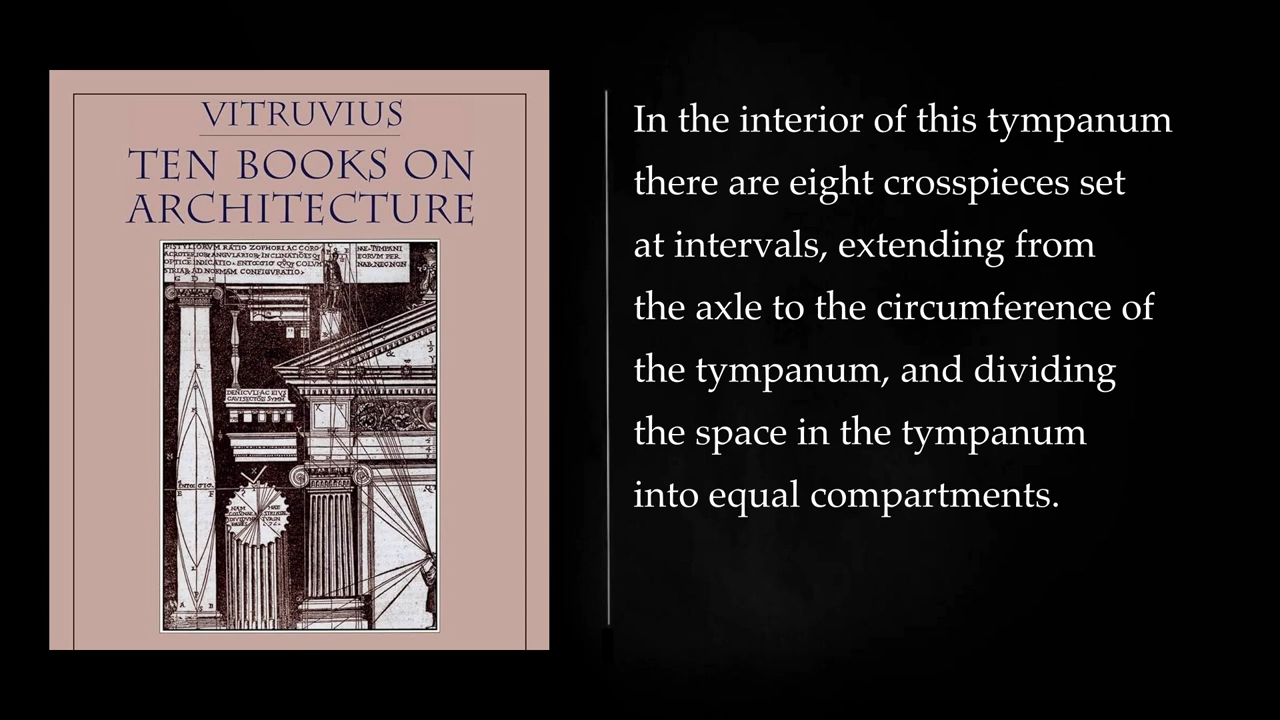 VITRUVIUS
TEN BOOKS ON
ARCHITECTURE
In the interior of this tympanum
there are eight crosspieces set
at intervals, extending from
the axle to the circumference of
the tympanum, and dividing
the space in the tympanum
into equal compartments.